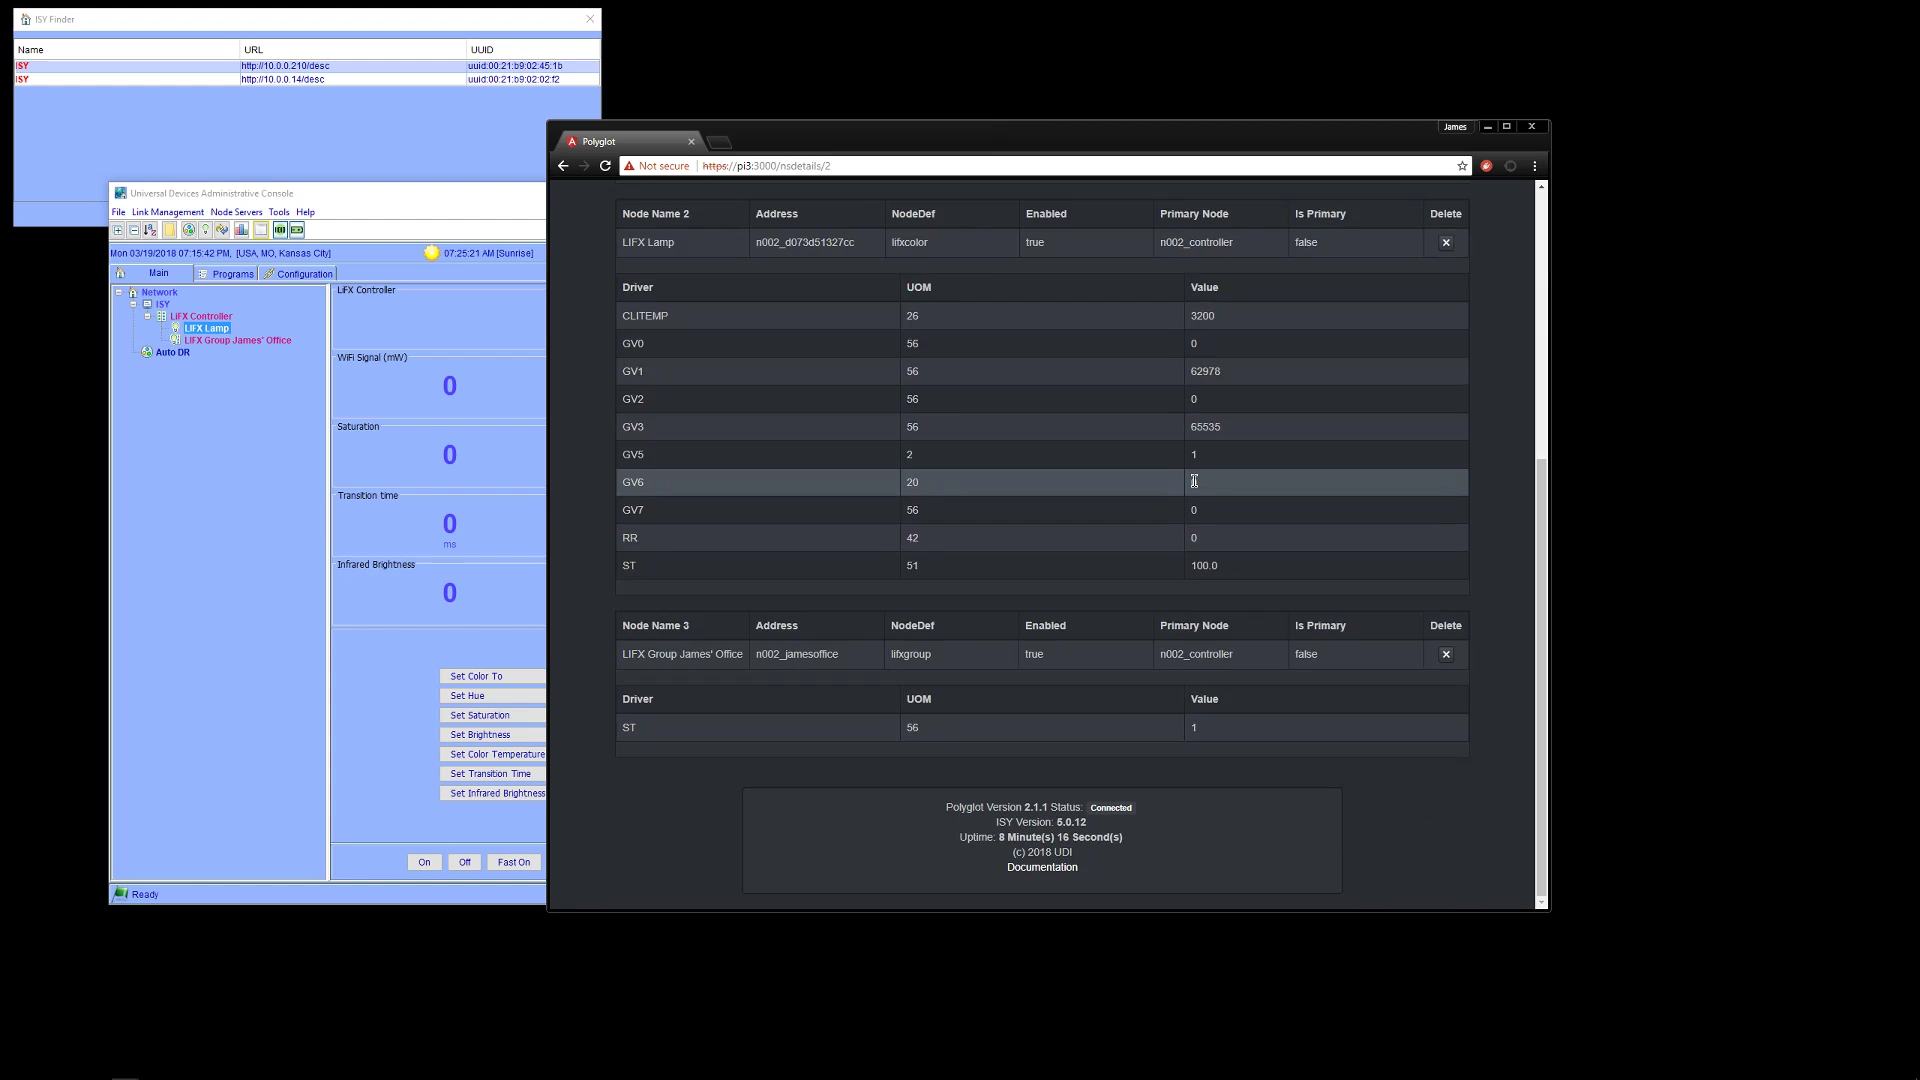 ISY Finder
Name URL UUID
ISY http://10.0.0.210/desc uuid:00:21:b9:02:45:1b
ISY http://10.0.0.14/desc uuid:00:21:b9:02:02:f2
Universal Devices Administrative Console
File Link Management Node Servers Tools Help
Mon 03/19/2018 07:15:42 PM, [USA, MO, Kansas City] 07:25:21 AM [Sunrise]
Main Programs Configuration
Network
ISY
LiFX Controller
LIFX Lamp
LIFX Group James' Office
Auto DR
LiFX Controller
WiFi Signal (mW)
0
Saturation
0
Transition time
0
ms
Infrared Brightness
0
Set Color To
Set Hue
Set Saturation
Set Brightness
Set Color Temperature
Set Transition Time
Set Infrared Brightness
On Off Fast On
Ready
James
Polyglot
Not secure https://pi3:3000/nsdetails/2
Node Name 2 Address NodeDef Enabled Primary Node Is Primary Delete
LIFX Lamp n002_d073d51327cc lifxcolor true n002_controller false
Driver UOM Value
CLITEMP 26 3200
GV0 56 0
GV1 56 62978
GV2 56 0
GV3 56 65535
GV5 2 1
GV6 20
GV7 56 0
RR 42 0
ST 51 100.0
Node Name 3 Address NodeDef Enabled Primary Node Is Primary Delete
LIFX Group James' Office n002_jamesoffice lifxgroup true n002_controller false
Driver UOM Value
ST 56 1
Polyglot Version 2.1.1 Status: Connected
ISY Version: 5.0.12
Uptime: 8 Minute(s) 16 Second(s)
(c) 2018 UDI
Documentation